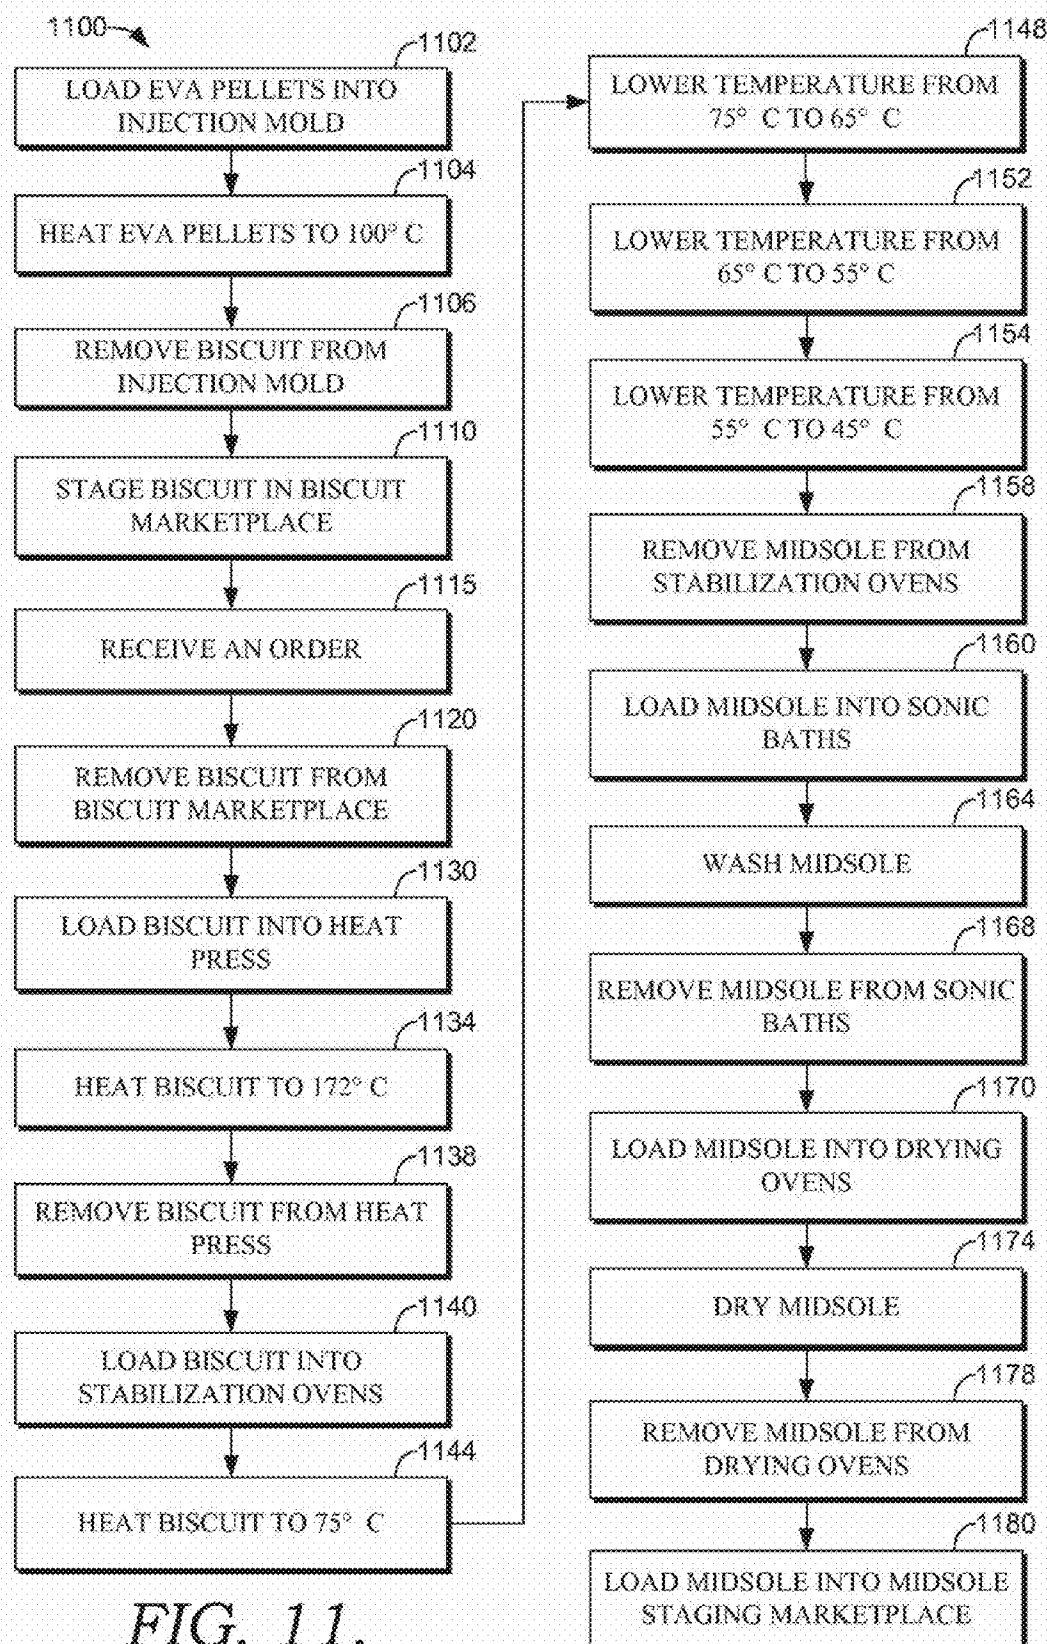 1100
1102
LOAD EVA PELLETS INTO
INJECTION MOLD
1104
HEAT EVA PELLETS TO 100° C
1106
REMOVE BISCUIT FROM
INJECTION MOLD
1110
STAGE BISCUIT IN BISCUIT
MARKETPLACE
1115
RECEIVE AN ORDER
1120
REMOVE BISCUIT FROM
BISCUIT MARKETPLACE
1130
LOAD BISCUIT INTO HEAT
PRESS
1134
HEAT BISCUIT TO 172° C
1138
REMOVE BISCUIT FROM HEAT
PRESS
1140
LOAD BISCUIT INTO
STABILIZATION OVENS
1144
HEAT BISCUIT TO 75° C
1148
LOWER TEMPERATURE FROM
75° C TO 65° C
1152
LOWER TEMPERATURE FROM
65° C TO 55° C
1154
LOWER TEMPERATURE FROM
55° C TO 45° C
1158
REMOVE MIDSOLE FROM
STABILIZATION OVENS
1160
LOAD MIDSOLE INTO SONIC
BATHS
1164
WASH MIDSOLE
1168
REMOVE MIDSOLE FROM SONIC
BATHS
1170
LOAD MIDSOLE INTO DRYING
OVENS
1174
DRY MIDSOLE
1178
REMOVE MIDSOLE FROM
DRYING OVENS
1180
LOAD MIDSOLE INTO MIDSOLE
STAGING MARKETPLACE
FIG. 11.